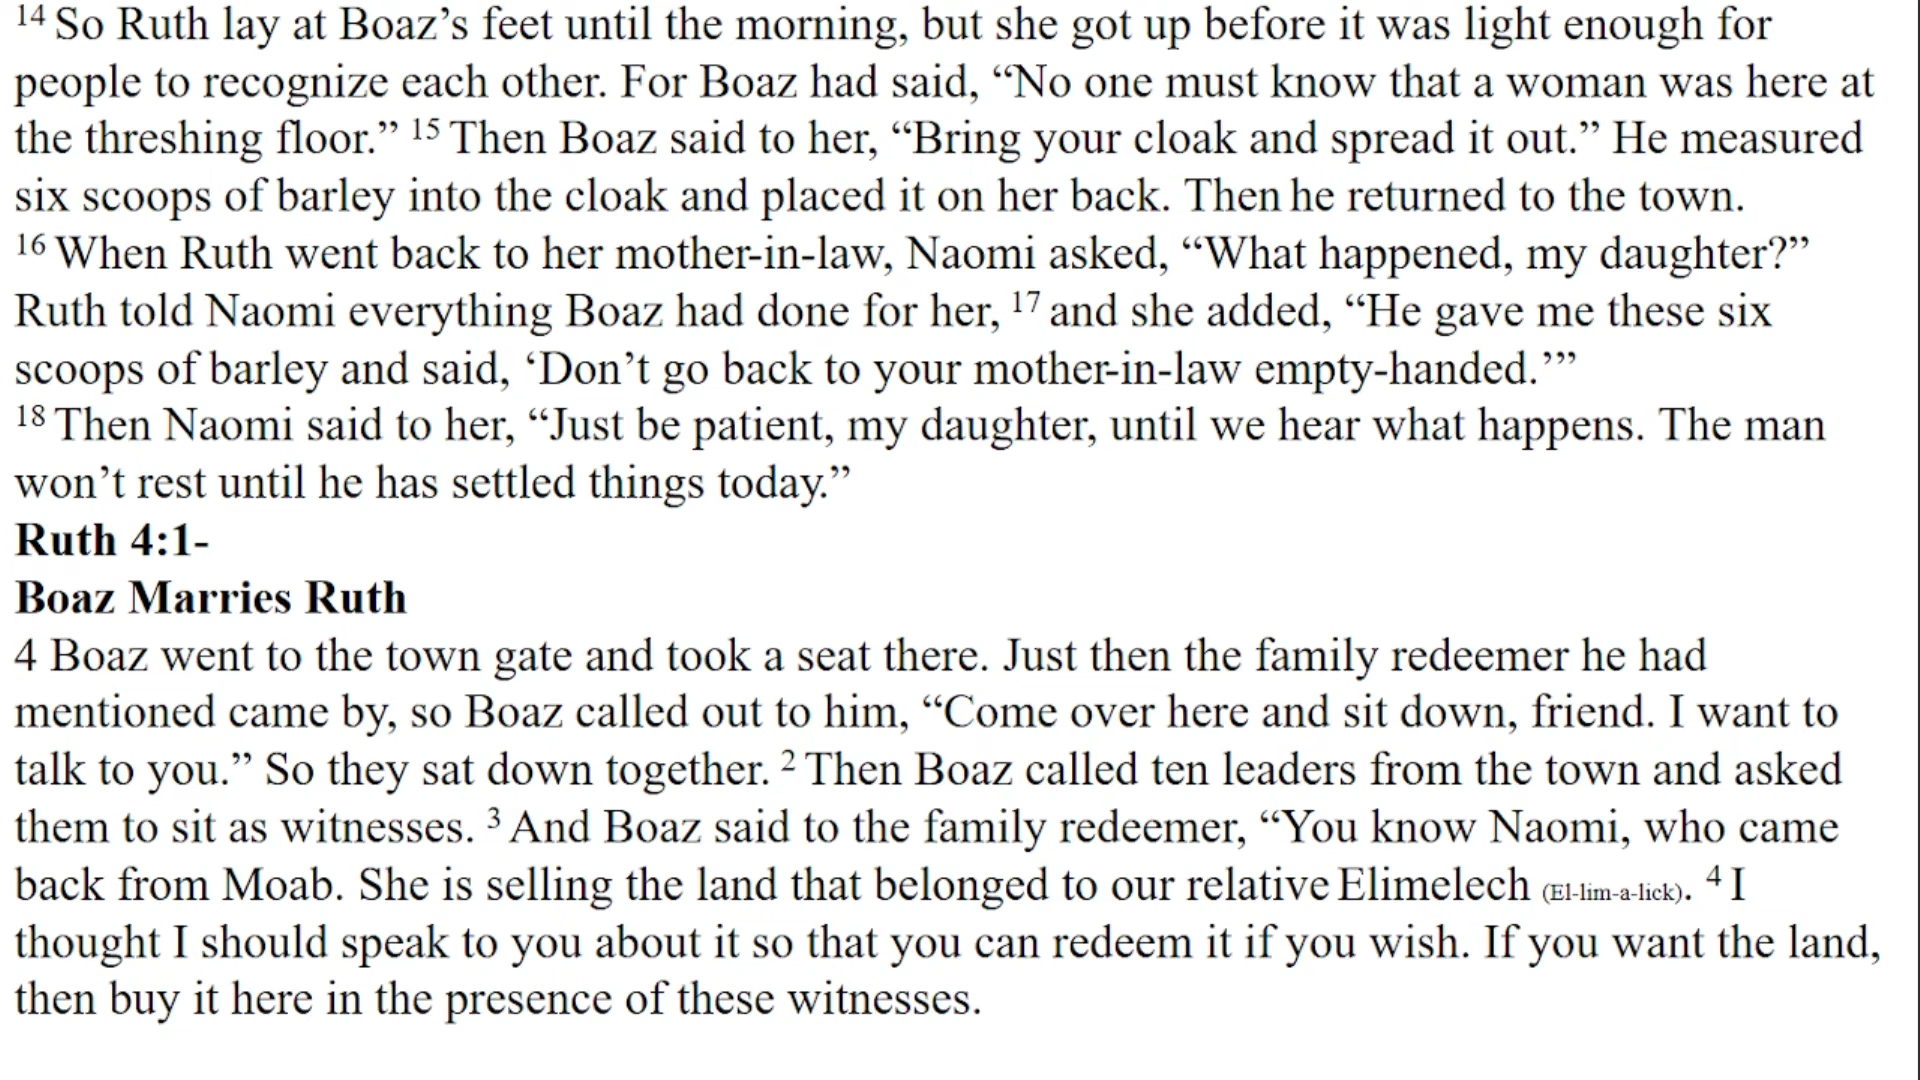 14 So Ruth lay at Boaz’s feet until the morning, but she got up before it was light enough for
people to recognize each other. For Boaz had said, “No one must know that a woman was here at
the threshing floor.” 15 Then Boaz said to her, “Bring your cloak and spread it out.” He measured
six scoops of barley into the cloak and placed it on her back. Then he returned to the town.
16 When Ruth went back to her mother-in-law, Naomi asked, “What happened, my daughter?”
Ruth told Naomi everything Boaz had done for her, 17 and she added, “He gave me these six
scoops of barley and said, ‘Don’t go back to your mother-in-law empty-handed.’”
18 Then Naomi said to her, “Just be patient, my daughter, until we hear what happens. The man
won’t rest until he has settled things today.”
Ruth 4:1-
Boaz Marries Ruth
4 Boaz went to the town gate and took a seat there. Just then the family redeemer he had
mentioned came by, so Boaz called out to him, “Come over here and sit down, friend. I want to
talk to you.” So they sat down together. 2 Then Boaz called ten leaders from the town and asked
them to sit as witnesses. 3 And Boaz said to the family redeemer, “You know Naomi, who came
back from Moab. She is selling the land that belonged to our relative Elimelech (El-lim-a-lick). 4 I
thought I should speak to you about it so that you can redeem it if you wish. If you want the land,
then buy it here in the presence of these witnesses.